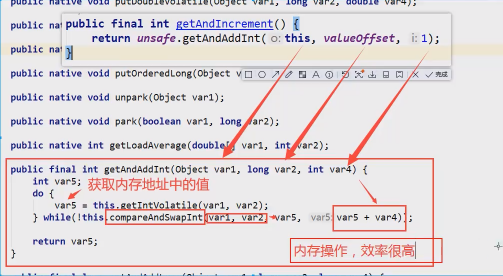 public native void putDoubleVolatile(Object var1, long var2, double var4);
public final int getAndIncrement() {
return unsafe.getAndAddInt( o: this, valueOffset, i: 1);
}
public na
public na
public native void putOrderedLong(Object v
完成
public native void unpark(Object var1);
public native void park(boolean var1, long var2);
public native int getLoadAverage(double[] var1, int var2);
public final int getAndAddInt(Object var1, long var2, int var4) {
int var5;
do { 获取内存地址中的值
var5 = this.getIntVolatile(var1, var2);
} while(!this.compareAndSwapInt(var1, var2, var5, var5: var5 + var4));
return var5;
内存操作，效率很高
}